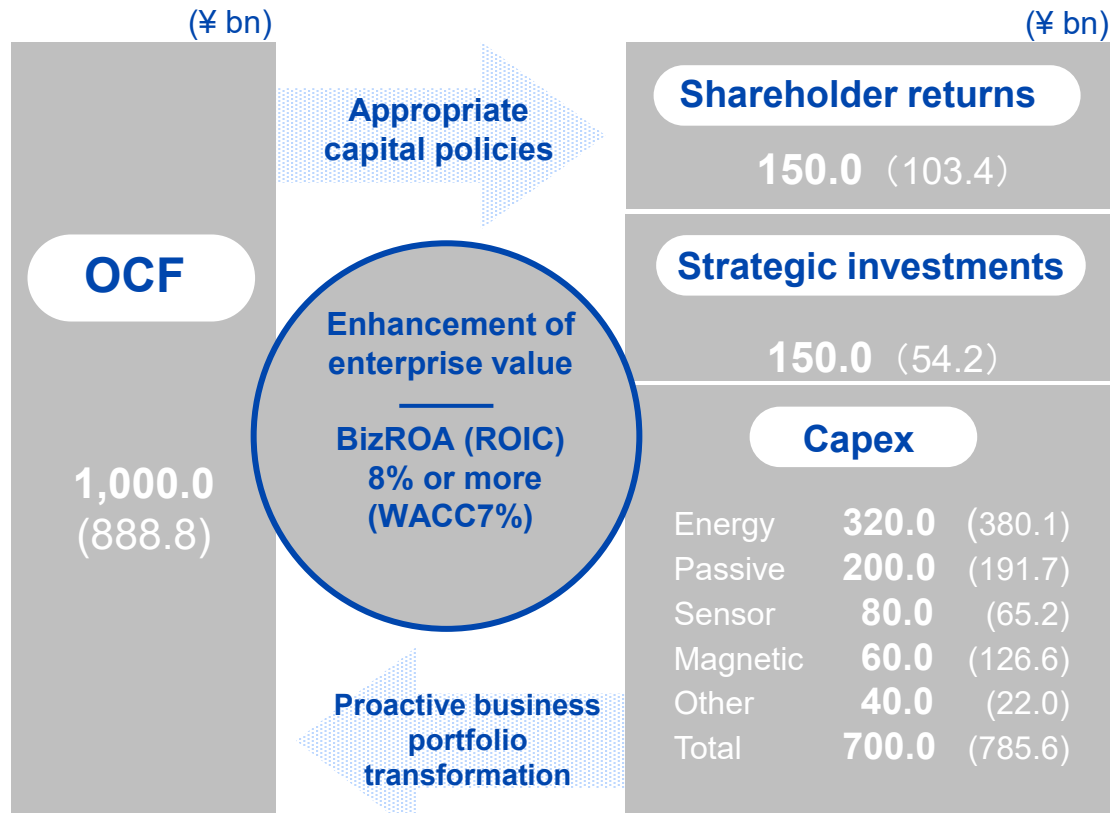 (¥ bn)
OCF
1,000.0
(888.8)
Appropriate
capital policies
Enhancement of
enterprise value
BizROA (ROIC)
8% or more
(WACC7%)
Proactive business
portfolio
transformation
(¥ bn)
Shareholder returns
150.0（103.4）
Strategic investments
150.0（54.2）
Capex
Energy 320.0 (380.1)
Passive 200.0 (191.7)
Sensor 80.0 (65.2)
Magnetic 60.0 (126.6)
Other 40.0 (22.0)
Total 700.0 (785.6)